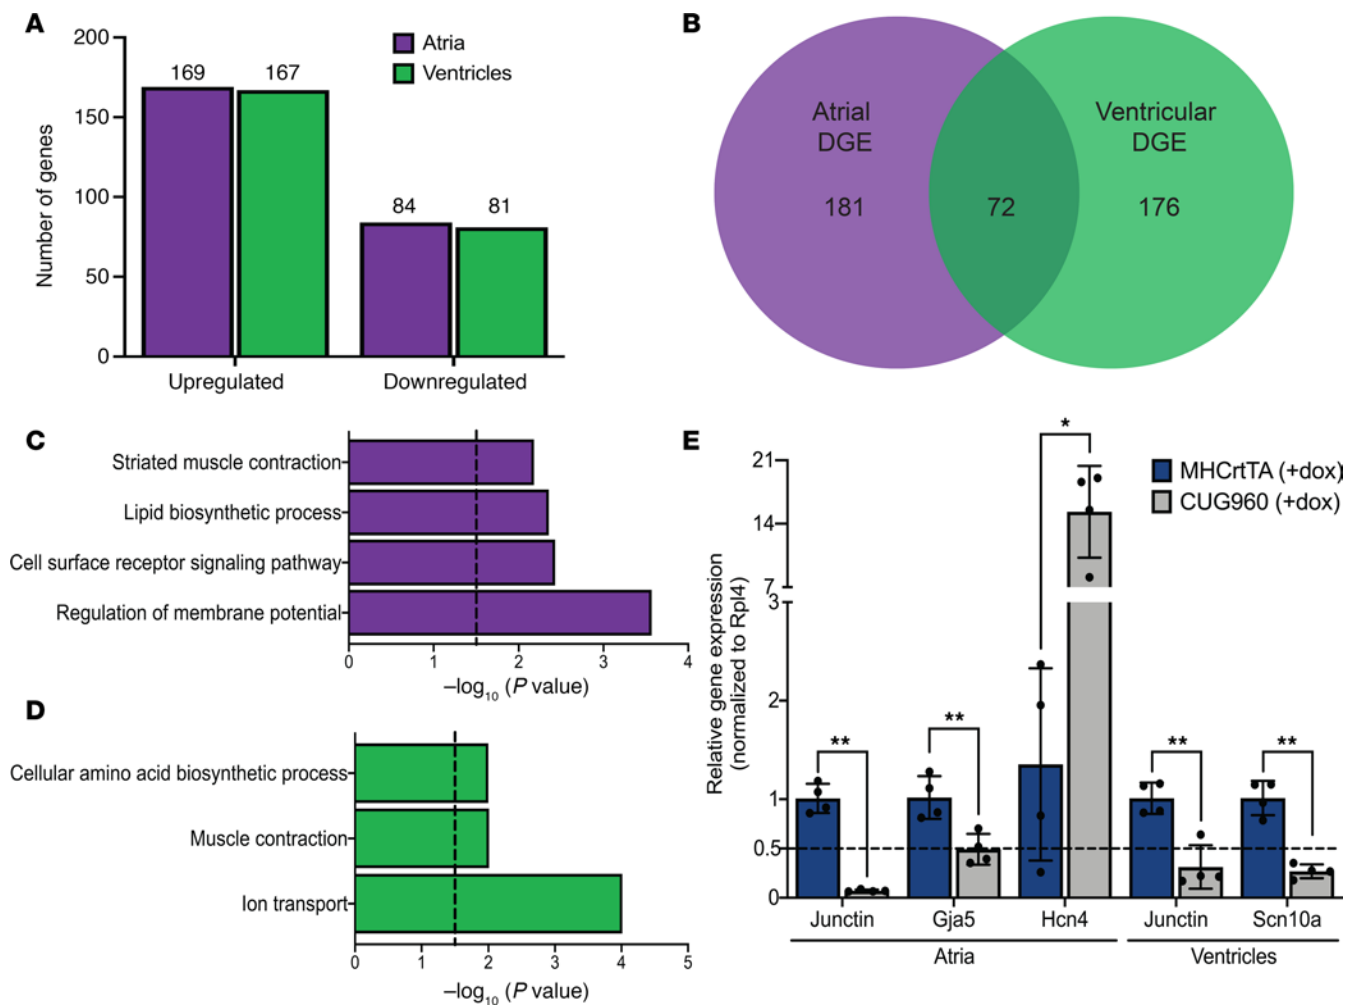 A
200
150
100
50
0
Number of genes
169
167
84
81
Atria
Ventricles
Upregulated
Downregulated
B
Atrial
DGE
181
72
Ventricular
DGE
176
C
Striated muscle contraction
Lipid biosynthetic process
Cell surface receptor signaling pathway
Regulation of membrane potential
0 1 2 3 4
–log10 (P value)
D
Cellular amino acid biosynthetic process
Muscle contraction
Ion transport
0 1 2 3 4 5
–log10 (P value)
E
Relative gene expression
(normalized to Rpl4)
21
14
7
3
2
1
0.5
0
MHCrtTA (+dox)
CUG960 (+dox)
*
**
**
**
**
Junctin Gja5 Hcn4 Junctin Scn10a
Atria Ventricles